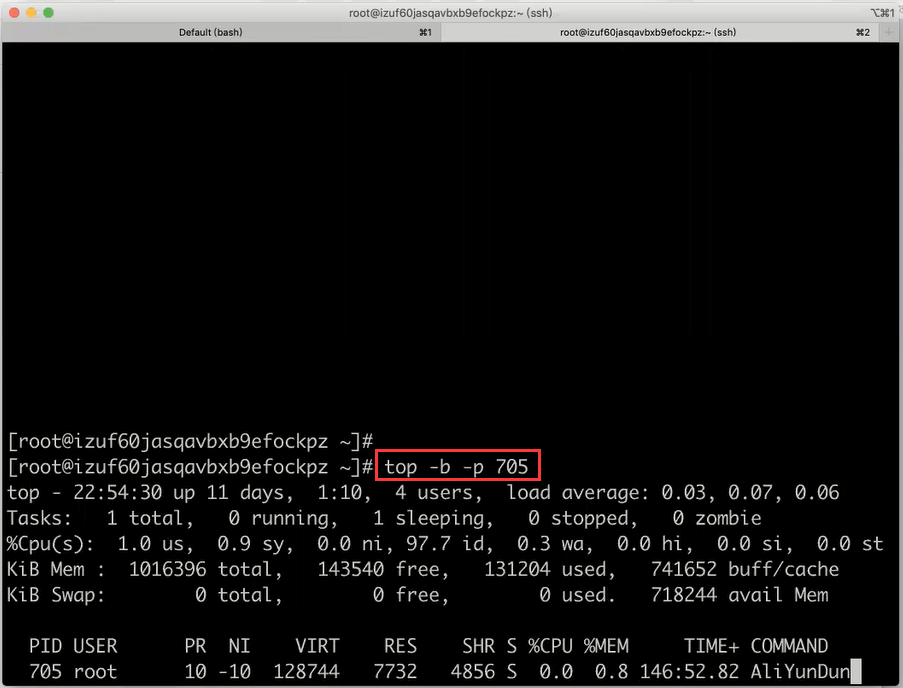 root@izuf60jasqavbxb9efockpz:~ (ssh) ⌥⌘1
Default (bash) ⌘1 root@izuf60jasqavbxb9efockpz:~ (ssh) ⌘2 +
[root@izuf60jasqavbxb9efockpz ~]#
[root@izuf60jasqavbxb9efockpz ~]# top -b -p 705
top - 22:54:30 up 11 days,  1:10,  4 users,  load average: 0.03, 0.07, 0.06
Tasks:   1 total,   0 running,   1 sleeping,   0 stopped,   0 zombie
%Cpu(s):  1.0 us,  0.9 sy,  0.0 ni, 97.7 id,  0.3 wa,  0.0 hi,  0.0 si,  0.0 st
KiB Mem :  1016396 total,   143540 free,   131204 used,   741652 buff/cache
KiB Swap:        0 total,        0 free,        0 used.   718244 avail Mem
  PID USER      PR  NI    VIRT    RES    SHR S %CPU %MEM     TIME+ COMMAND
  705 root      10 -10  128744   7732   4856 S  0.0  0.8 146:52.82 AliYunDun